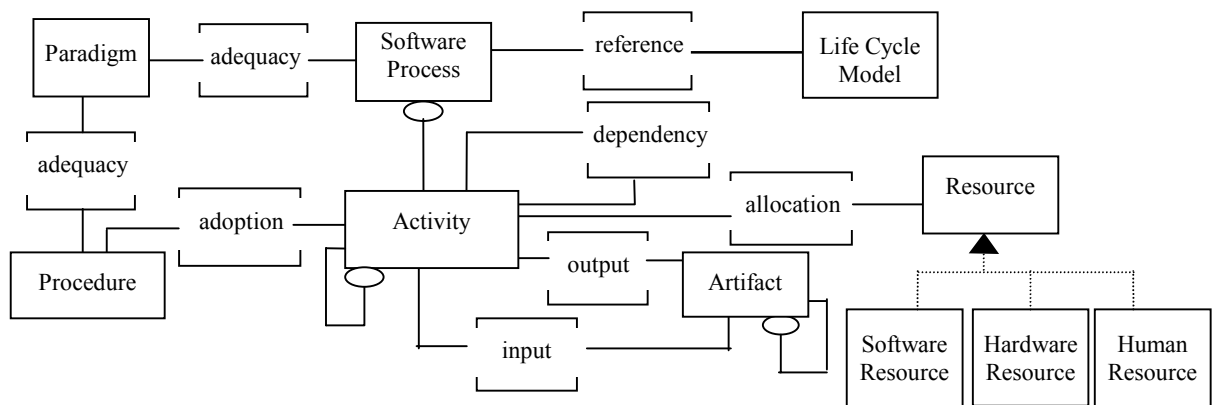 Paradigm
adequacy
Software
Process
reference
Life Cycle
Model
adequacy
dependency
Procedure
adoption
Activity
allocation
Resource
output
Artifact
input
Software
Resource
Hardware
Resource
Human
Resource